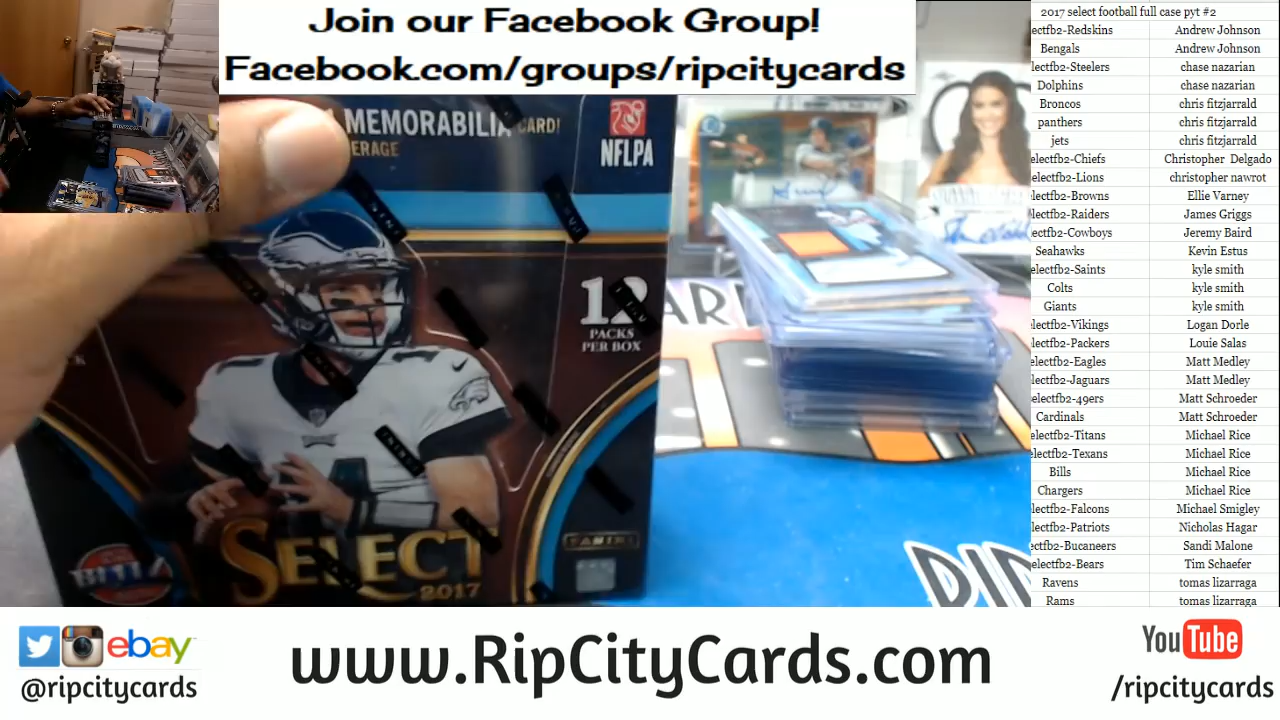 Join our Facebook Group!
Facebook.com/groups/ripcitycards
MEMORABILIA CARD!
ERAGE
NFLPA
12
PACKS
PER BOX
SELECT
2017
PANINI
2017 select football full case pyt #2
ectfb2-Redskins Andrew Johnson
Bengals Andrew Johnson
electfb2-Steelers chase nazarian
Dolphins chase nazarian
Broncos chris fitzjarrald
panthers chris fitzjarrald
jets chris fitzjarrald
electfb2-Chiefs Christopher Delgado
electfb2-Lions christopher nawrot
electfb2-Browns Ellie Varney
electfb2-Raiders James Griggs
ectfb2-Cowboys Jeremy Baird
Seahawks Kevin Estus
electfb2-Saints kyle smith
Colts kyle smith
Giants kyle smith
electfb2-Vikings Logan Dorle
electfb2-Packers Louie Salas
electfb2-Eagles Matt Medley
electfb2-Jaguars Matt Medley
electfb2-49ers Matt Schroeder
Cardinals Matt Schroeder
electfb2-Titans Michael Rice
electfb2-Texans Michael Rice
Bills Michael Rice
Chargers Michael Rice
electfb2-Falcons Michael Smigley
electfb2-Patriots Nicholas Hagar
ectfb2-Bucaneers Sandi Malone
electfb2-Bears Tim Schaefer
Ravens tomas lizarraga
Rams tomas lizarraga
ebay
@ripcitycards
www.RipCityCards.com
YouTube
/ripcitycards